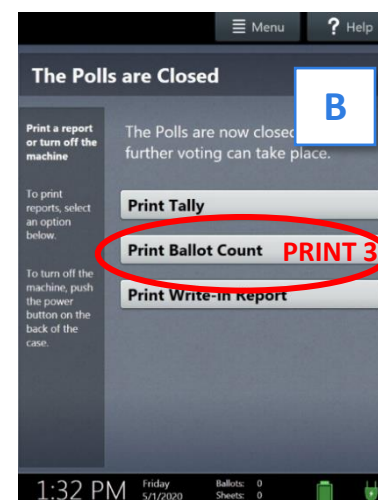 Menu
? Help
The Polls are Closed
B
Print a report
or turn off the
machine
To print
reports, select
an option
below.
To turn off the
machine, push
the power
button on the
back of the
case.
The Polls are now closed
further voting can take place.
Print Tally
Print Ballot Count PRINT 3
Print Write-In Report
1:32 PM
Friday
5/1/2020
Ballots: 0
Sheets: 0